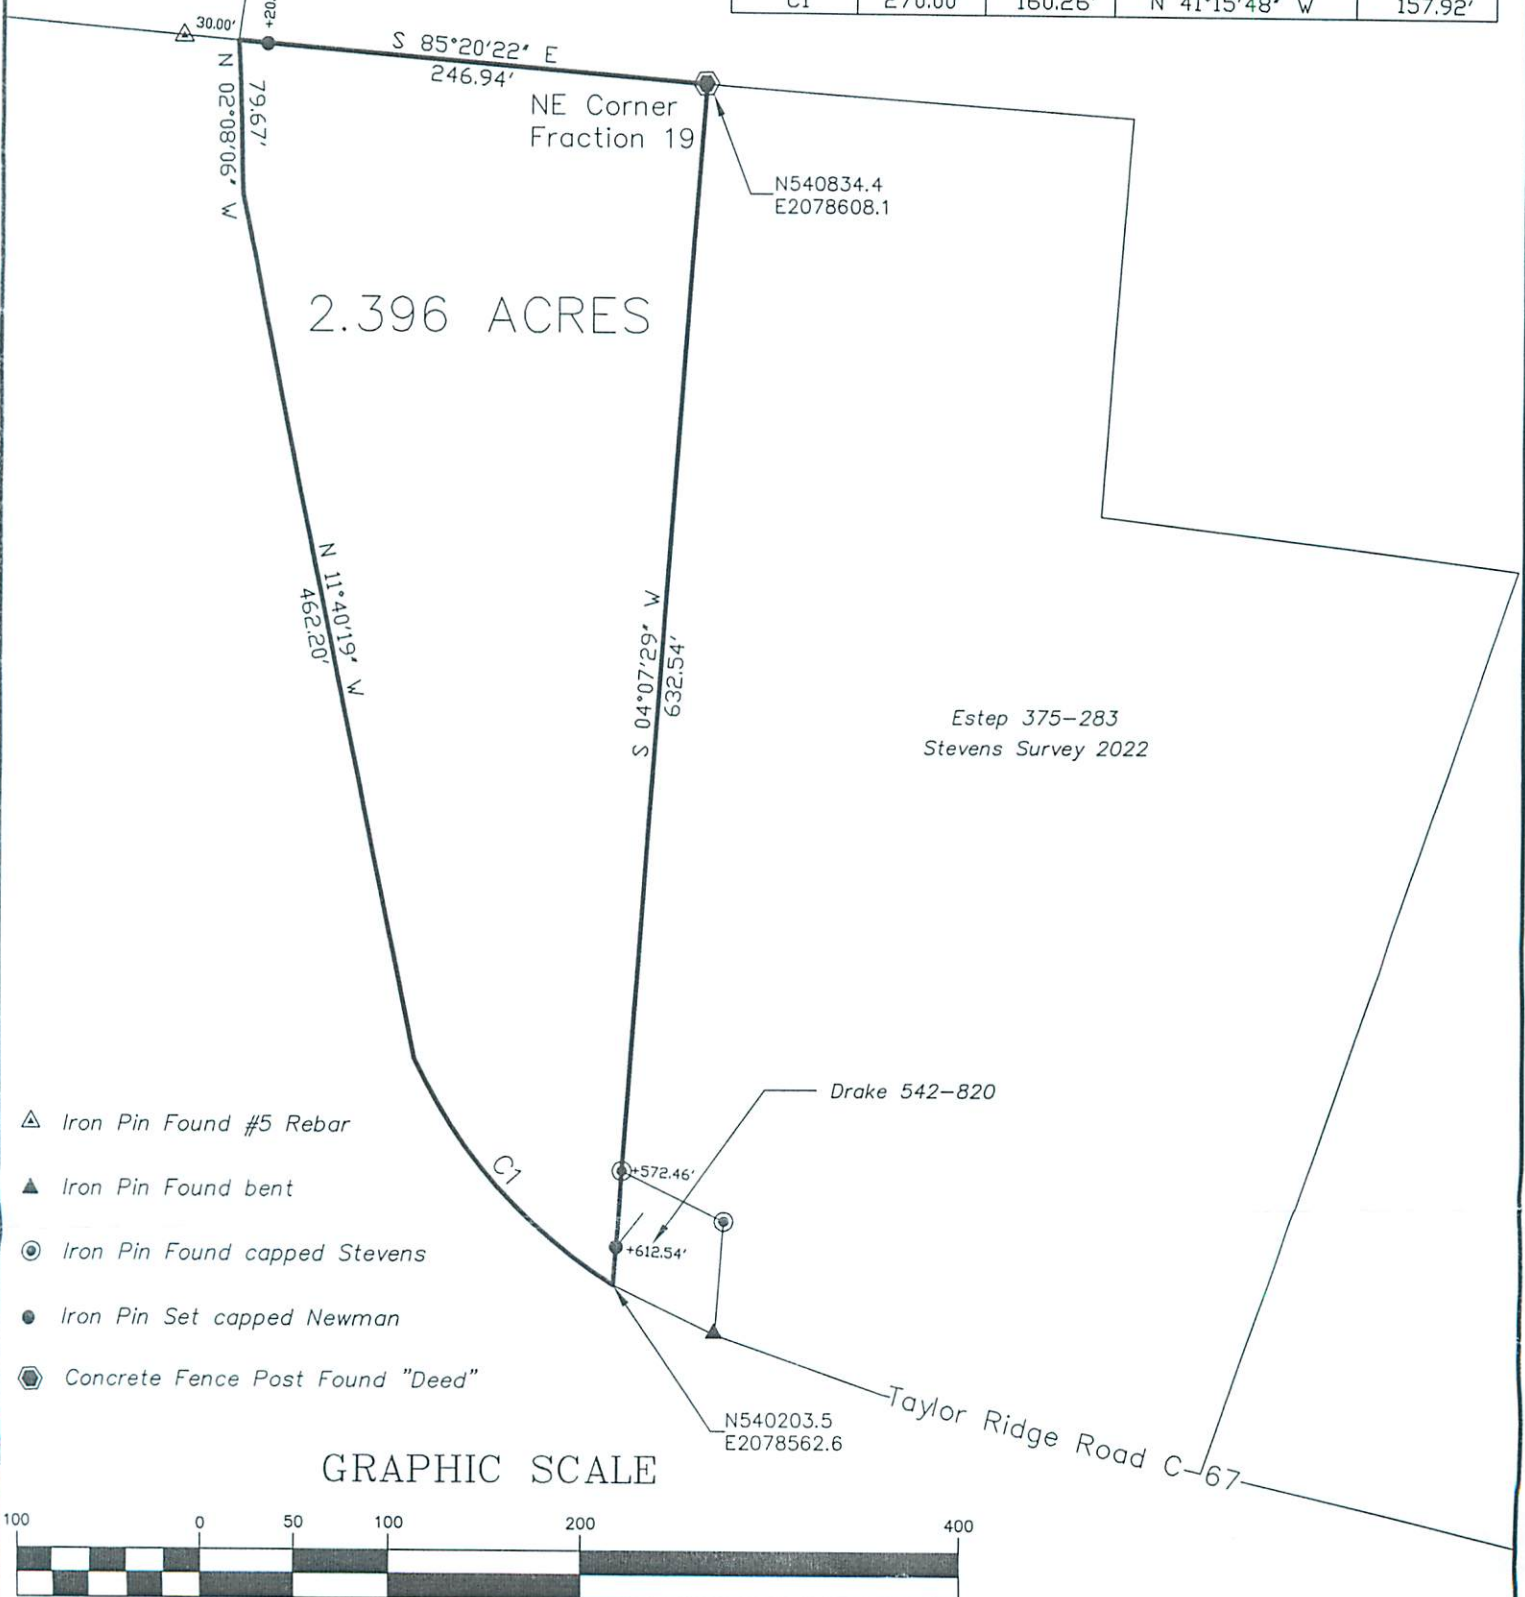 C1 270.00' 160.26' N 41°15'48" W 157.92'
30.00'
+20.
S 85°20'22" E
246.94'
N 02°08'06" W
79.67'
NE Corner
Fraction 19
N540834.4
E2078608.1
2.396 ACRES
N 11°40'19" W
462.20'
S 04°07'29" W
632.54'
Estep 375-283
Stevens Survey 2022
Drake 542-820
Iron Pin Found #5 Rebar
C1
+572.46'
Iron Pin Found bent
Iron Pin Found capped Stevens
+612.54'
Iron Pin Set capped Newman
Concrete Fence Post Found "Deed"
N540203.5
E2078562.6
Taylor Ridge Road C-67
GRAPHIC SCALE
100 0 50 100 200 400